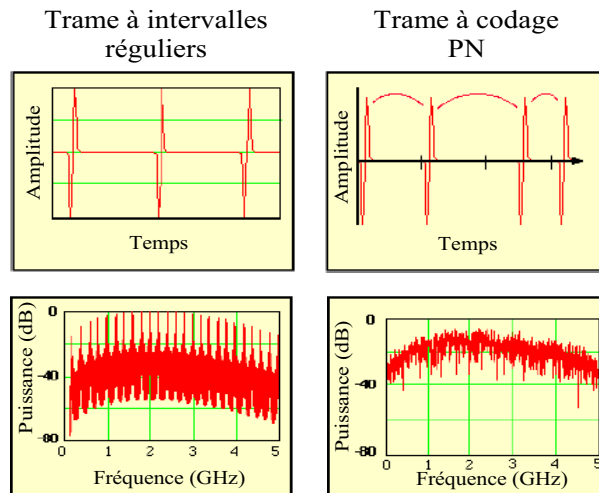 Trame à intervalles
réguliers
Amplitude
Temps
Trame à codage
PN
Amplitude
Temps
Puissance (dB)
0
-40
-80
0 1 2 3 4 5
Fréquence (GHz)
Puissance (dB)
0
-40
-80
0 1 2 3 4 5
Fréquence (GHz)